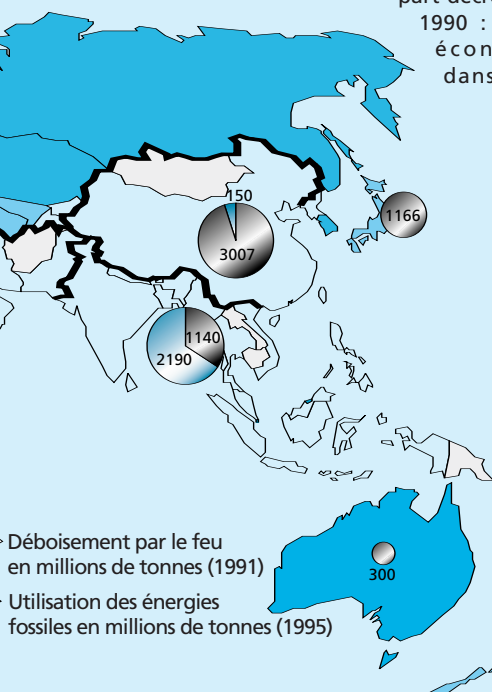 1990 :
écon
dans
150
3007
1166
1140
2190
300
Déboisement par le feu
en millions de tonnes (1991)
Utilisation des énergies
fossiles en millions de tonnes (1995)